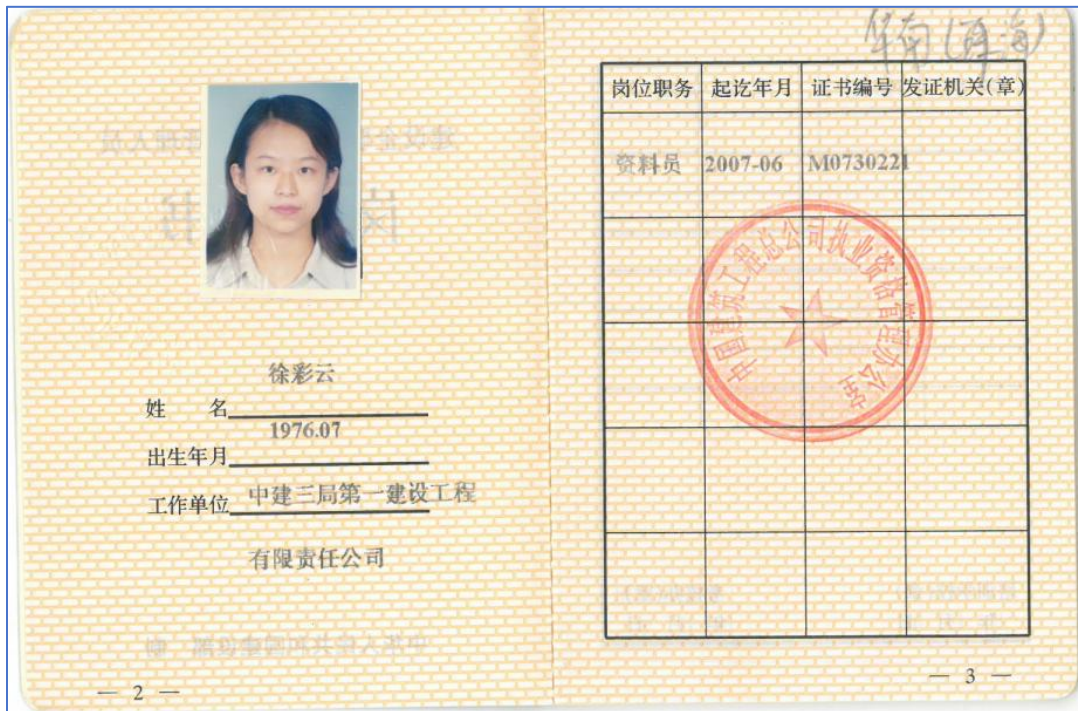 徐彩云
姓 名
1976.07
出生年月
工作单位 中建三局第一建设工程
有限责任公司
— 2 —
岗位职务 起讫年月 证书编号 发证机关(章)
资料员 2007-06 M0730221
中国建筑工程总公司执业资格管理办公室
— 3 —